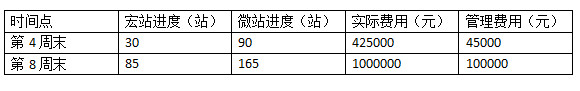 时间点 宏站进度（站） 微站进度（站） 实际费用（元） 管理费用（元）
第 4 周末 30 90 425000 45000
第 8 周末 85 165 1000000 100000